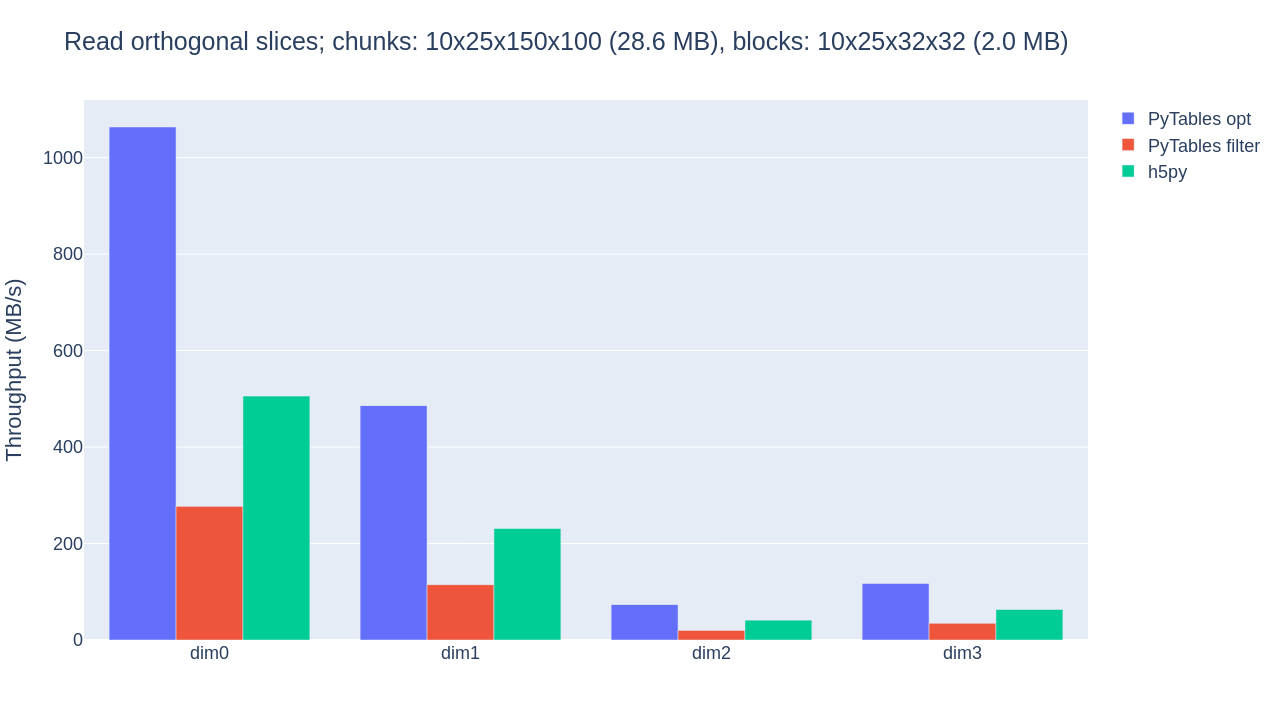 Read orthogonal slices; chunks: 10x25x150x100 (28.6 MB), blocks: 10x25x32x32 (2.0 MB)
PyTables opt
PyTables filter
h5py
Throughput (MB/s)
1000
800
600
400
200
0
dim0
dim1
dim2
dim3